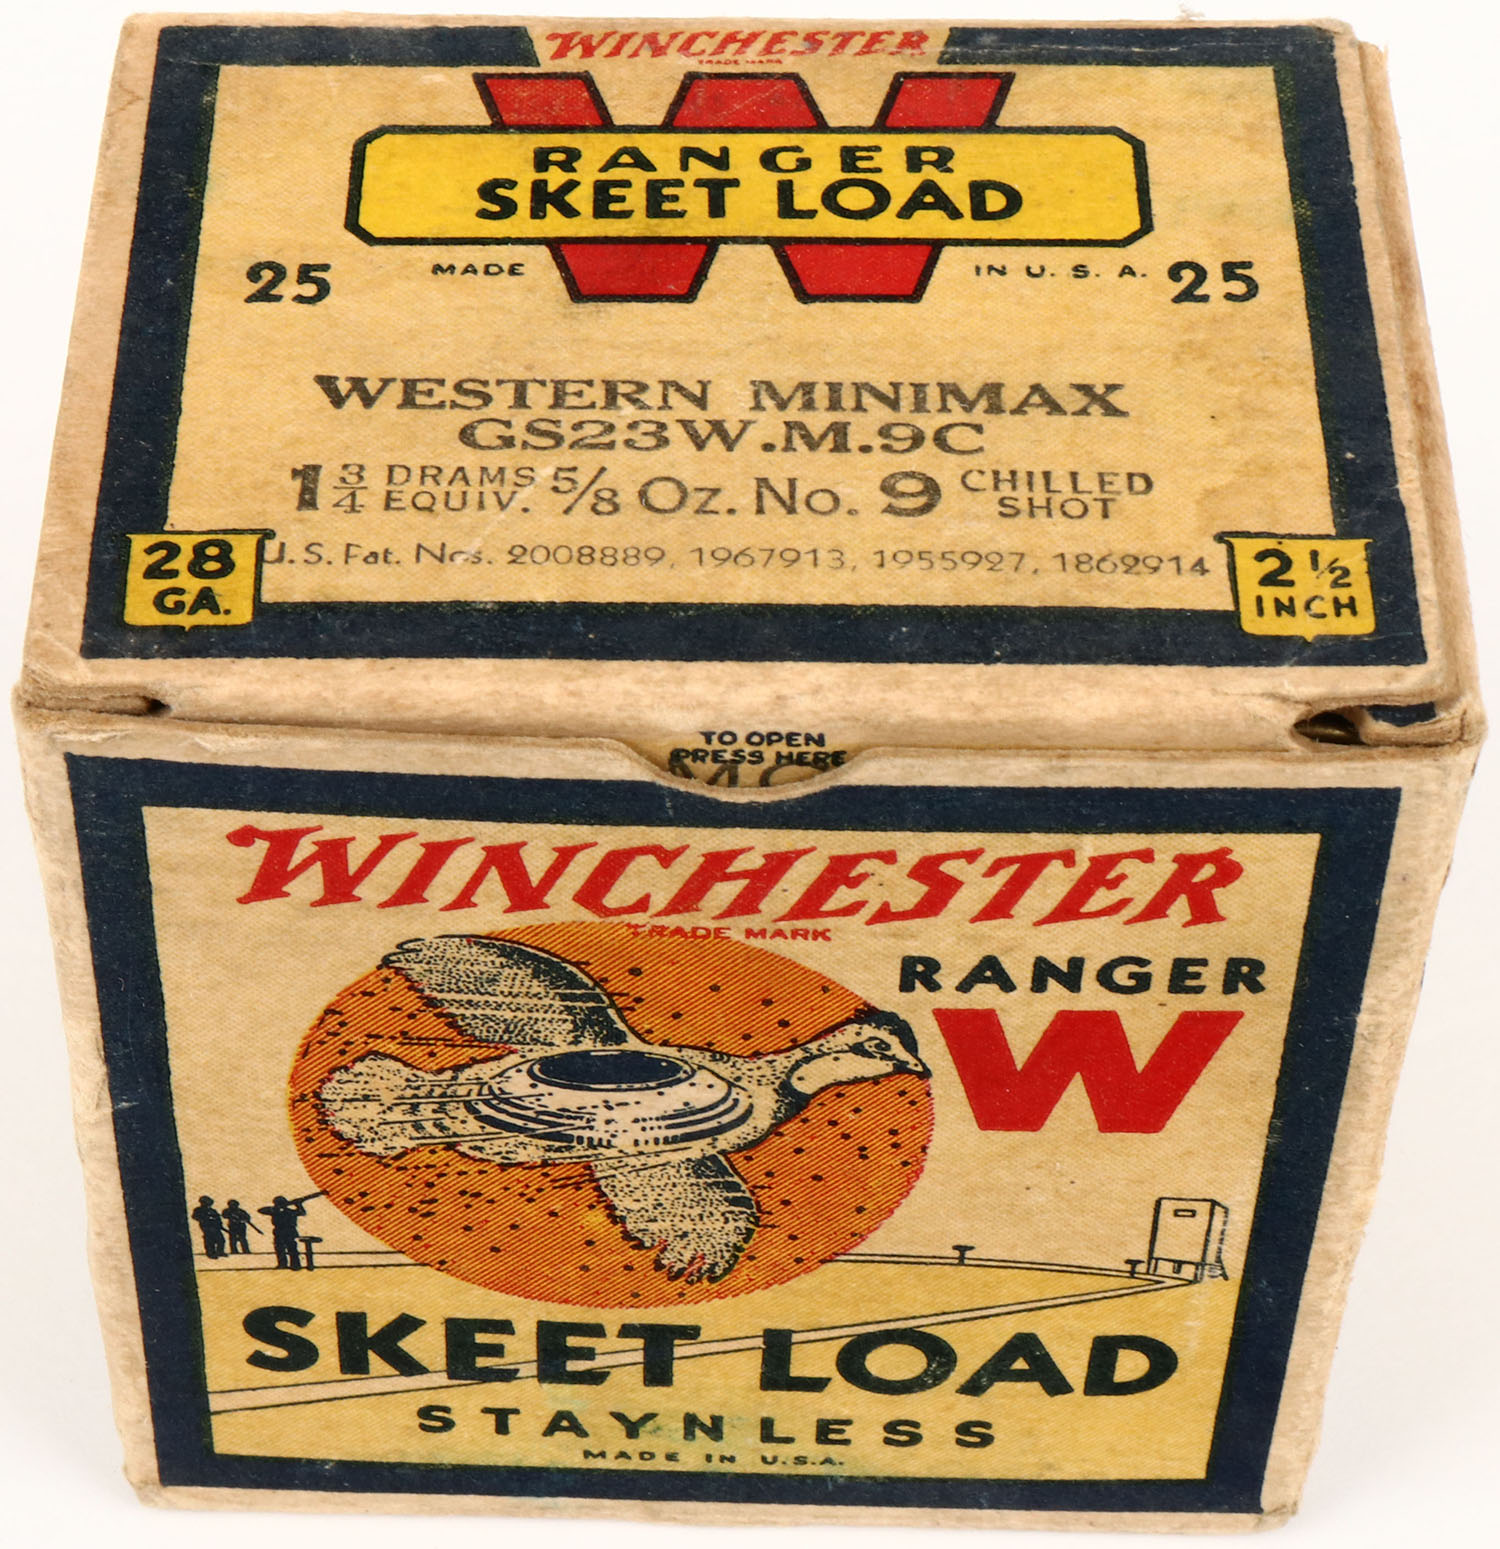 WINCHESTER
TRADE MARK
RANGER
SKEET LOAD
25 MADE IN U. S. A. 25
WESTERN MINIMAX
GS23W.M.9C
1 3/4 DRAMS EQUIV. 5/8 Oz. No. 9 CHILLED SHOT
U.S. Pat. Nos. 2008889, 1967913, 1955927, 1862914
28 GA.
2 1/2 INCH
TO OPEN
PRESS HERE
WINCHESTER
TRADE MARK
RANGER
W
SKEET LOAD
STAYNLESS
MADE IN U.S.A.